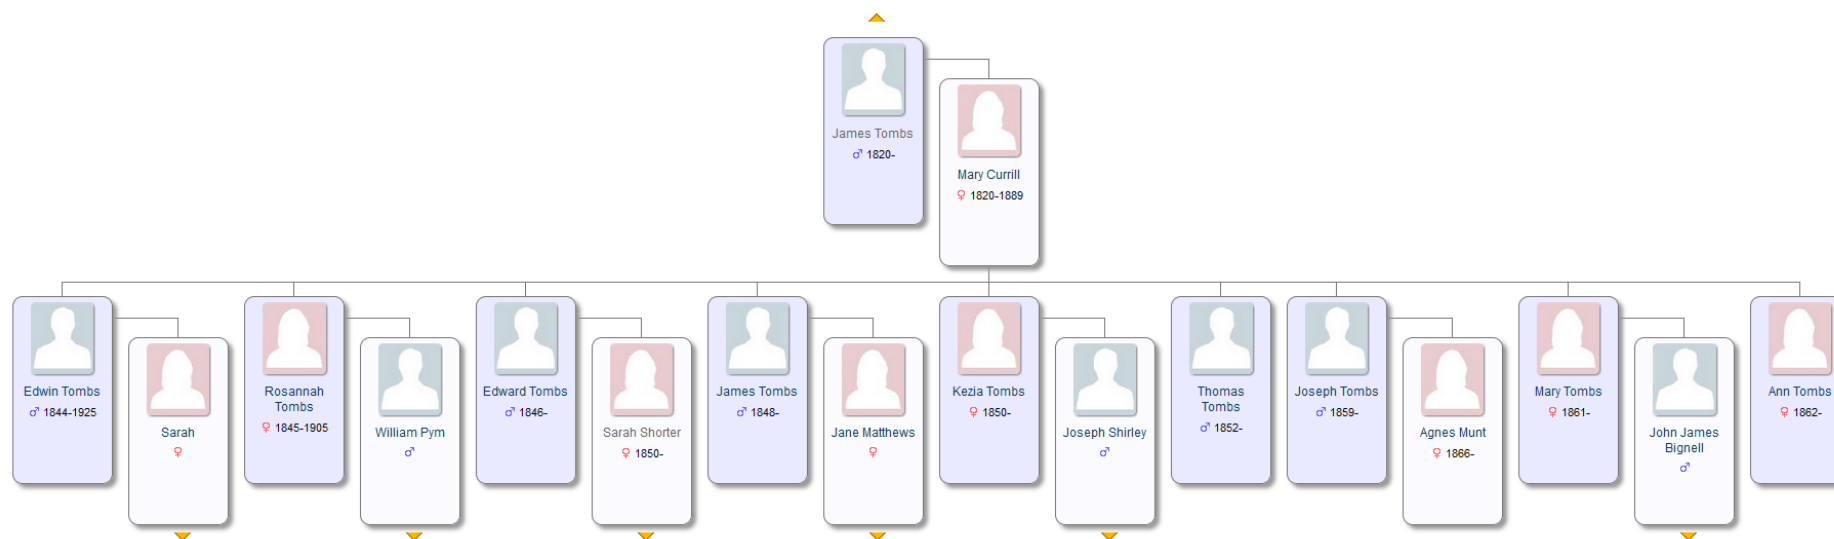 James Tombs
♂ 1820-
Mary Currill
♀ 1820-1889
Edwin Tombs
♂ 1844-1925
Sarah
♀
Rosannah
Tombs
♀ 1845-1905
William Pym
♂
Edward Tombs
♂ 1846-
Sarah Shorter
♀ 1850-
James Tombs
♂ 1848-
Jane Matthews
♀
Kezia Tombs
♀ 1850-
Joseph Shirley
♂
Thomas
Tombs
♂ 1852-
Joseph Tombs
♂ 1859-
Agnes Munt
♀ 1866-
Mary Tombs
♀ 1861-
John James
Bignell
♂
Ann Tombs
♀ 1862-